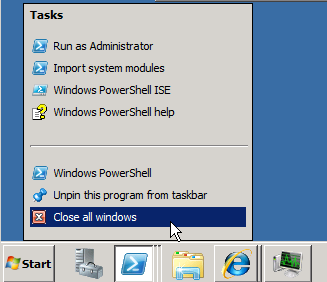 Tasks
Run as Administrator
Import system modules
Windows PowerShell ISE
Windows PowerShell help
Windows PowerShell
Unpin this program from taskbar
Close all windows
Start